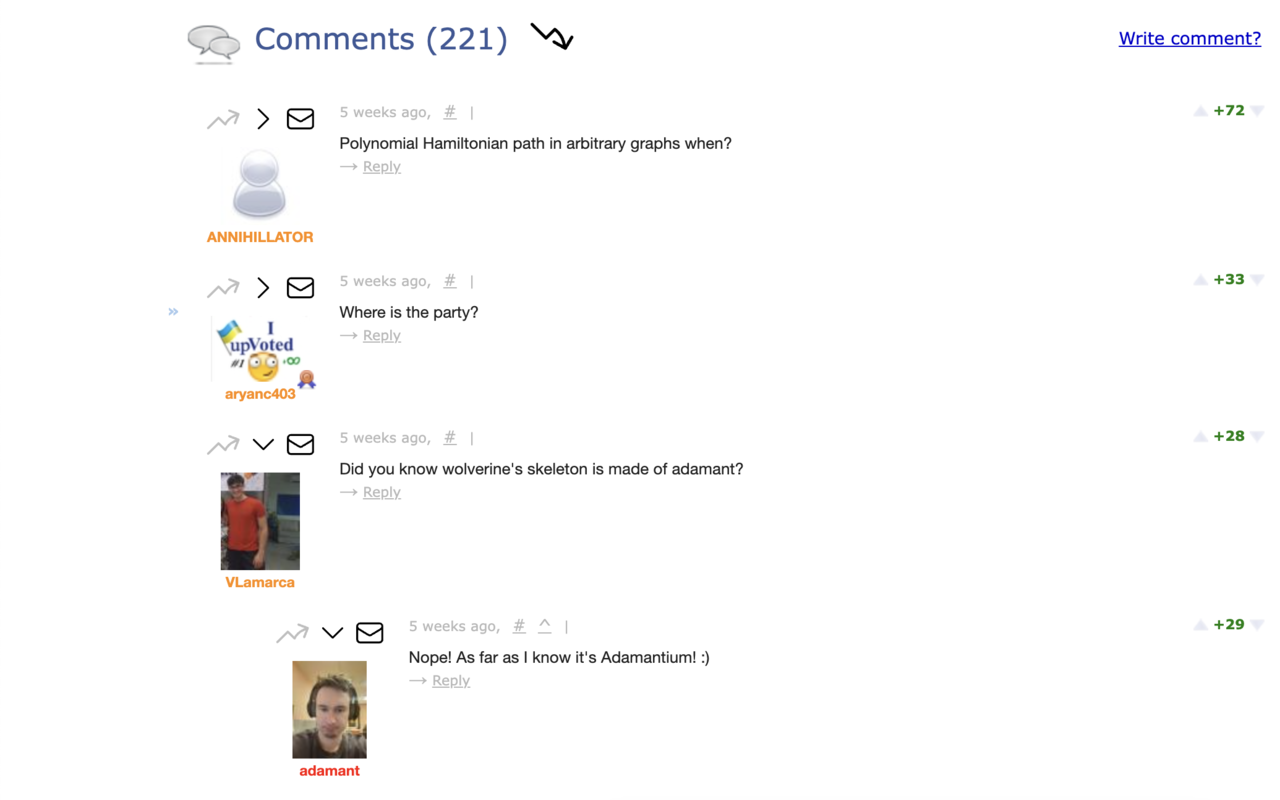 Comments (221)
Write comment?
5 weeks ago, # |
+72
Polynomial Hamiltonian path in arbitrary graphs when?
→ Reply
ANNIHILLATOR
5 weeks ago, # |
+33
»
Where is the party?
→ Reply
I
upVoted
#1 +∞
aryanc403
5 weeks ago, # |
+28
Did you know wolverine's skeleton is made of adamant?
→ Reply
VLamarca
5 weeks ago, # ^ |
+29
Nope! As far as I know it's Adamantium! :)
→ Reply
adamant